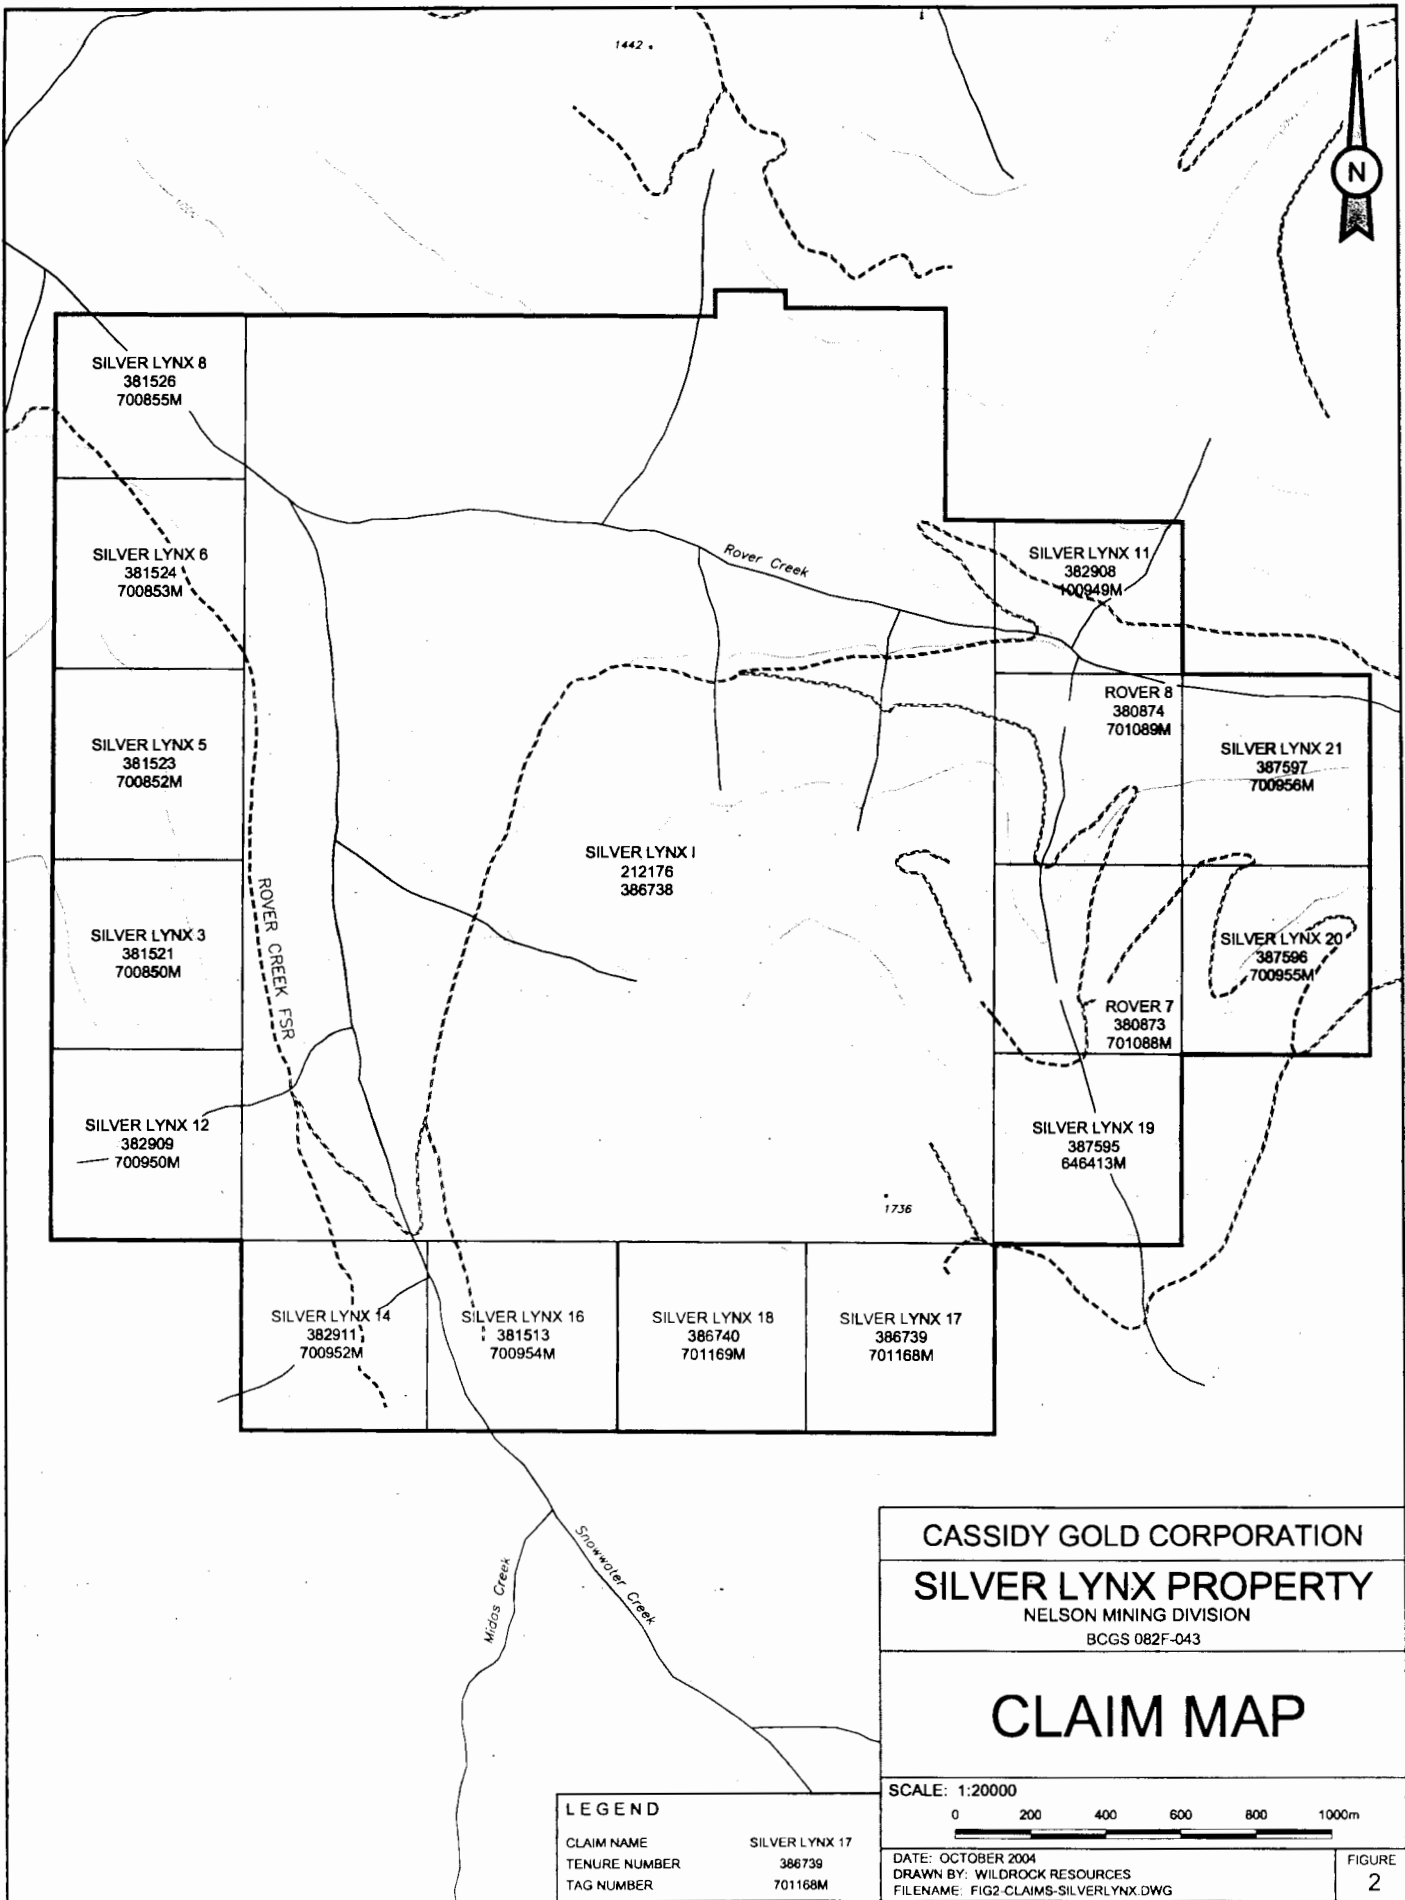 1442
N
SILVER LYNX 8
381526
700855M
SILVER LYNX 6
381524
700853M
Rover Creek
SILVER LYNX 11
382908
100949M
ROVER 8
380874
701089M
SILVER LYNX 5
381523
700852M
SILVER LYNX 21
387597
700956M
SILVER LYNX I
212176
386738
ROVER CREEK FSR
SILVER LYNX 3
381521
700850M
SILVER LYNX 20
387596
700955M
ROVER 7
380873
701088M
SILVER LYNX 12
382909
700950M
SILVER LYNX 19
387595
646413M
1736
SILVER LYNX 14
382911
700952M
SILVER LYNX 16
381513
700954M
SILVER LYNX 18
386740
701169M
SILVER LYNX 17
386739
701168M
Snowwater Creek
Midas Creek
CASSIDY GOLD CORPORATION
SILVER LYNX PROPERTY
NELSON MINING DIVISION
BCGS 082F-043
CLAIM MAP
SCALE: 1:20000
0 200 400 600 800 1000m
LEGEND
CLAIM NAME SILVER LYNX 17
TENURE NUMBER 386739
TAG NUMBER 701168M
DATE: OCTOBER 2004
DRAWN BY: WILDROCK RESOURCES
FILENAME: FIG2-CLAIMS-SILVERLYNX.DWG
FIGURE
2